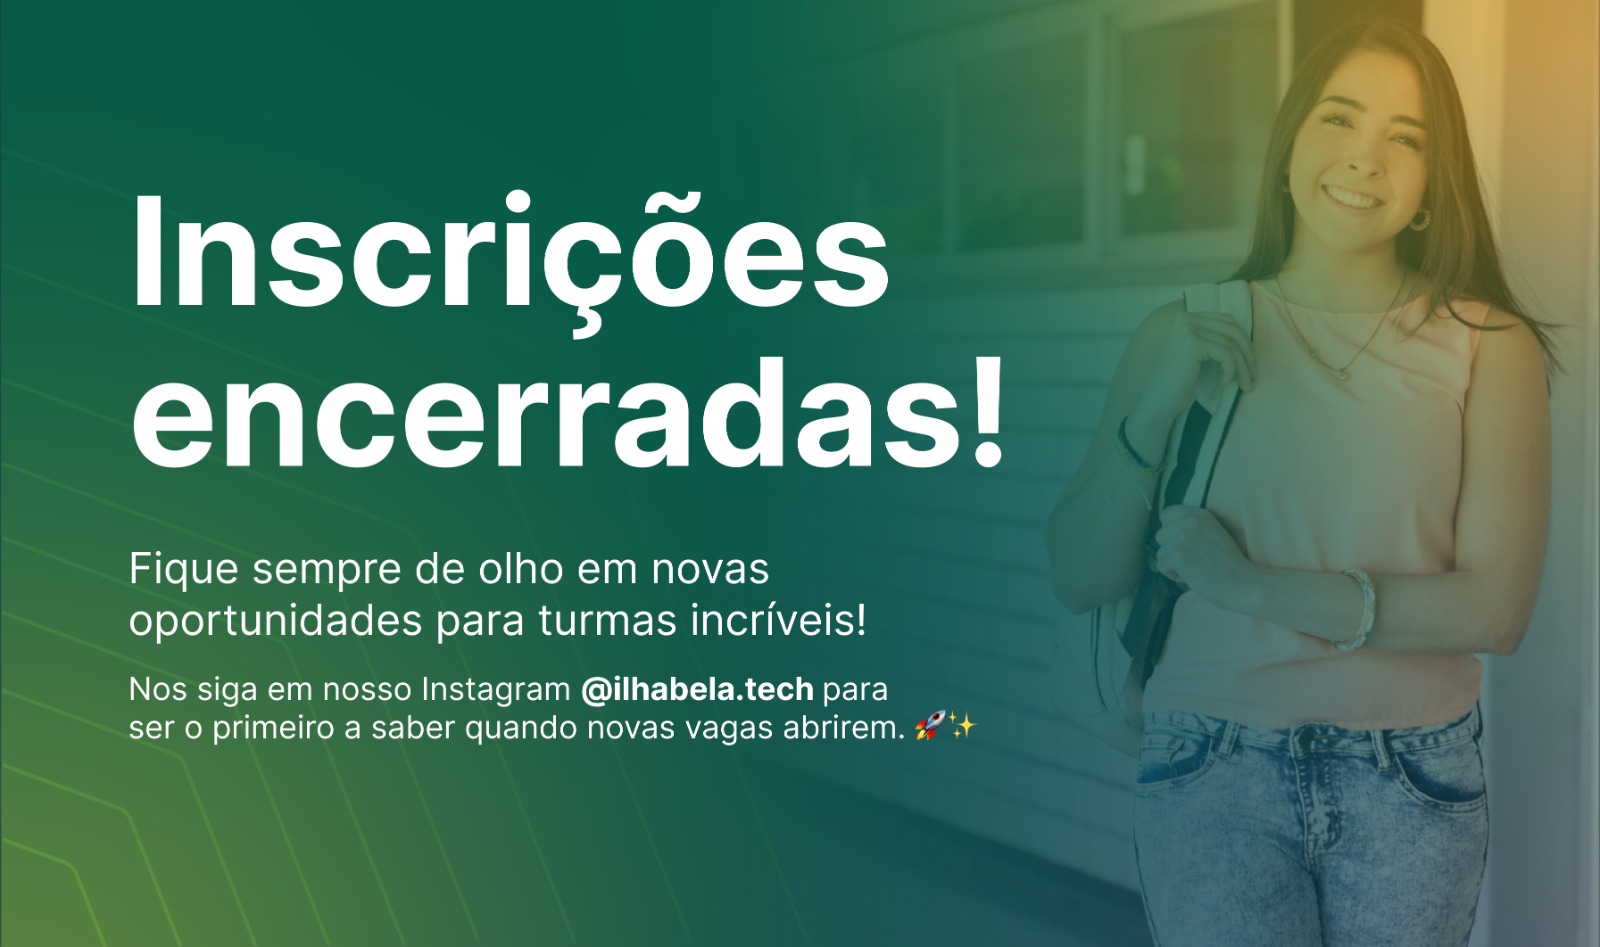 Inscrições
encerradas!
Fique sempre de olho em novas
oportunidades para turmas incríveis!
Nos siga em nosso Instagram @ilhabela.tech para
ser o primeiro a saber quando novas vagas abrirem. 🚀✨